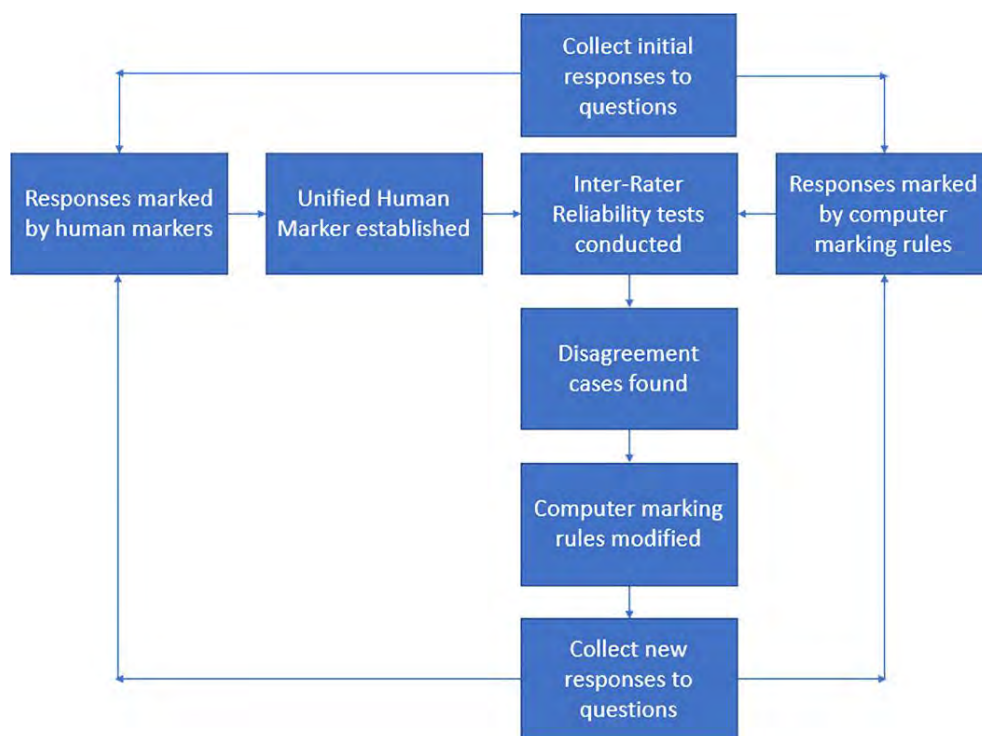 Collect initial
responses to
questions
Responses marked
by human markers
Unified Human
Marker established
Inter-Rater
Reliability tests
conducted
Responses marked
by computer
marking rules
Disagreement
cases found
Computer marking
rules modified
Collect new
responses to
questions